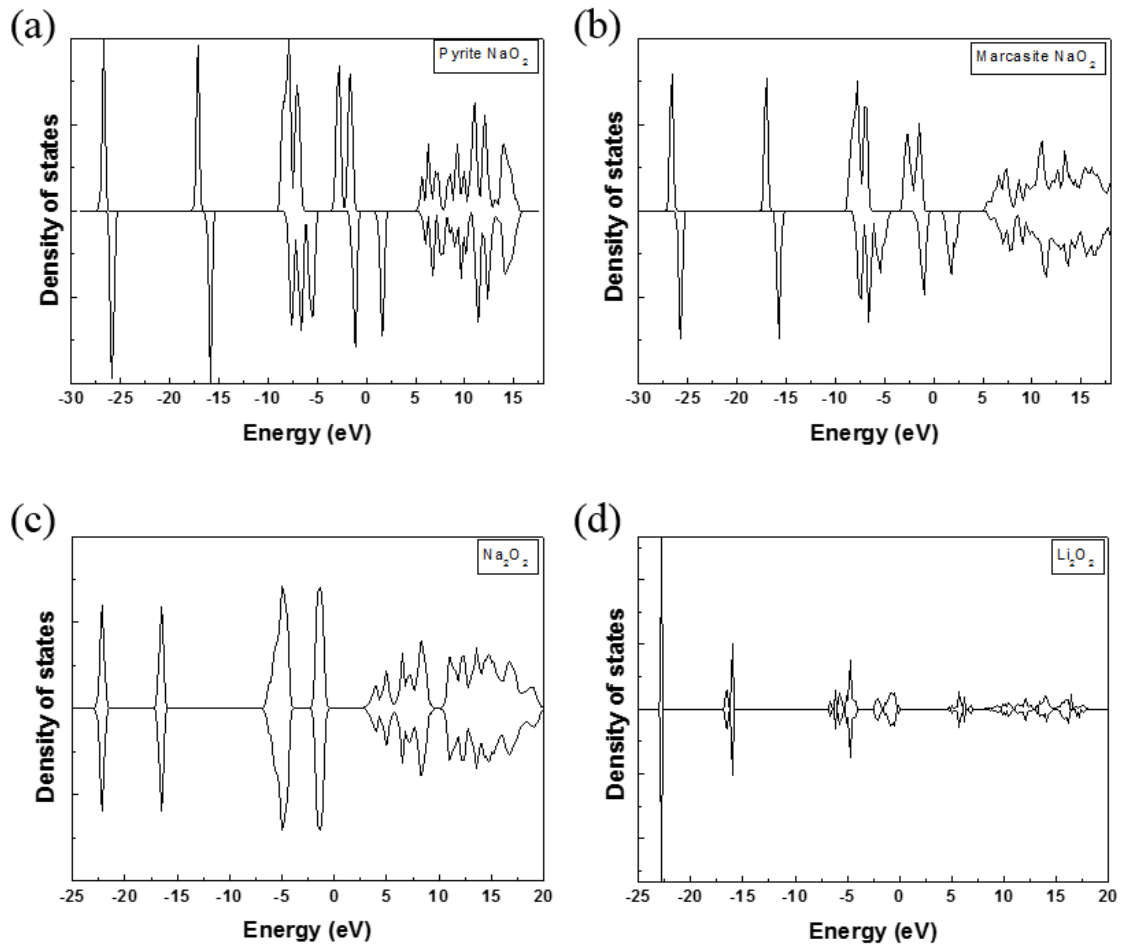 (a)
Pyrite NaO₂
Density of states
-30 -25 -20 -15 -10 -5 0 5 10 15
Energy (eV)
(b)
Marcasite NaO₂
Density of states
-30 -25 -20 -15 -10 -5 0 5 10 15
Energy (eV)
(c)
Na₂O₂
Density of states
-25 -20 -15 -10 -5 0 5 10 15 20
Energy (eV)
(d)
Li₂O₂
Density of states
-25 -20 -15 -10 -5 0 5 10 15 20
Energy (eV)